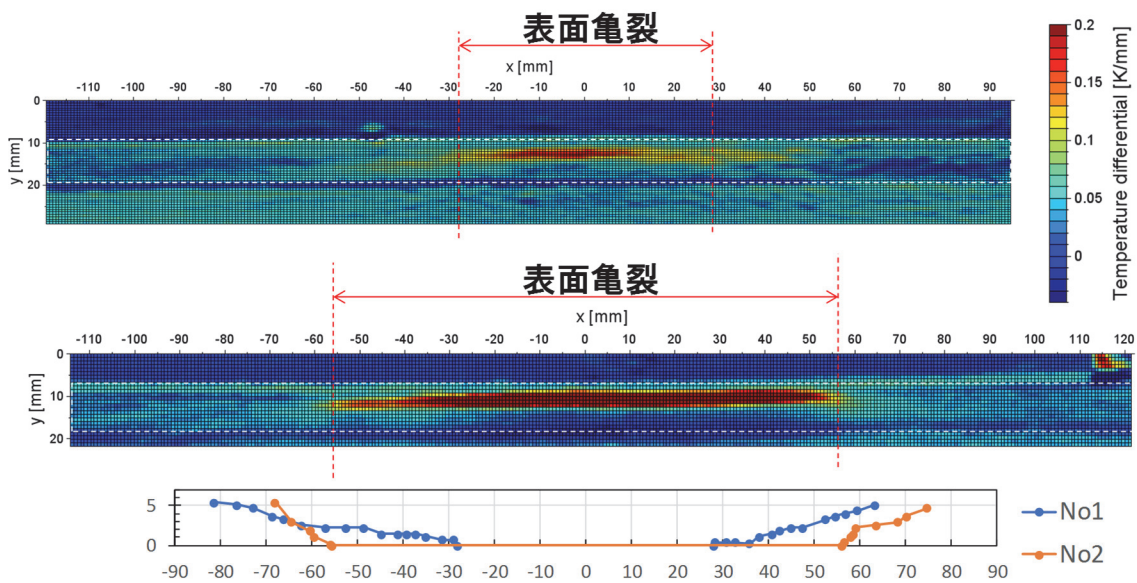 表面亀裂
x [mm]
-110 -100 -90 -80 -70 -60 -50 -40 -30 -20 -10 0 10 20 30 40 50 60 70 80 90
y [mm]
0
10
20
0.2
0.15
0.1
0.05
0
Temperature differential [K/mm]
表面亀裂
x [mm]
-110 -100 -90 -80 -70 -60 -50 -40 -30 -20 -10 0 10 20 30 40 50 60 70 80 90 100 110 120
y [mm]
0
10
20
5
0
-90 -80 -70 -60 -50 -40 -30 -20 -10 0 10 20 30 40 50 60 70 80 90
No1
No2